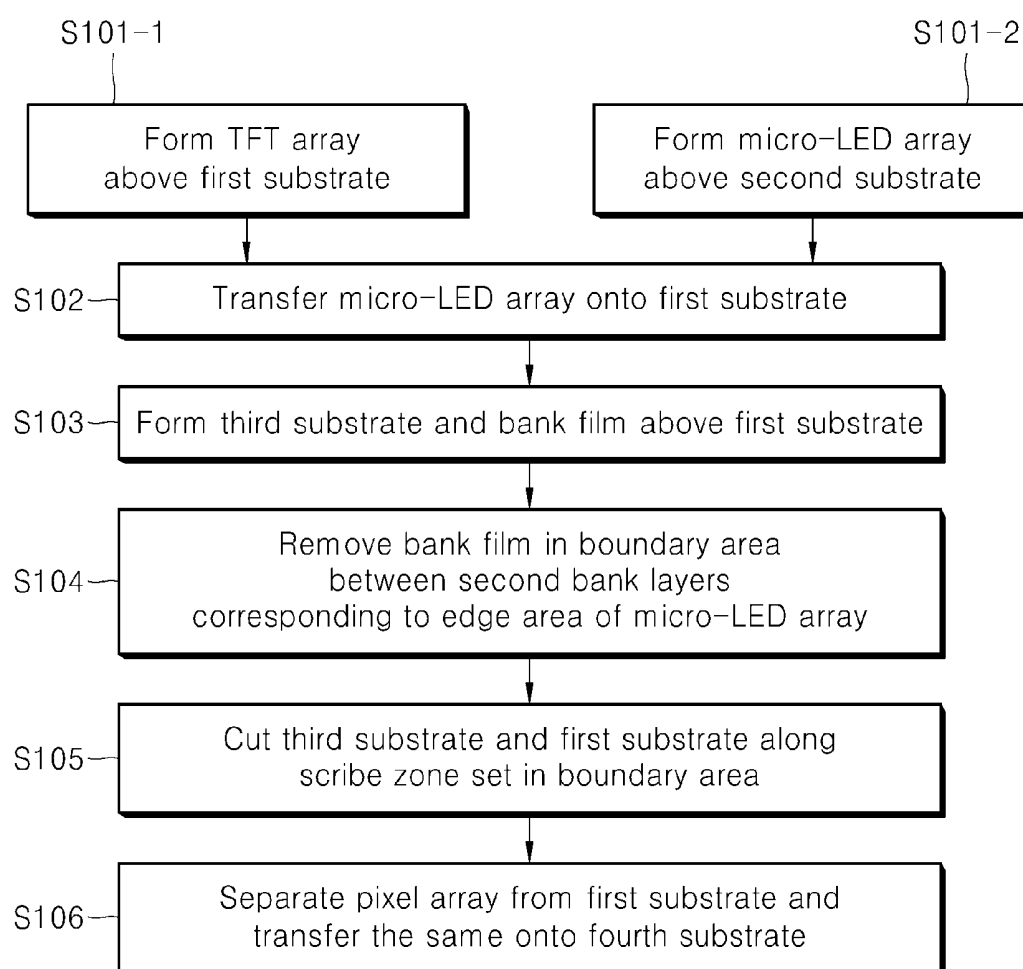 S101-1
S101-2
Form TFT array
above first substrate
Form micro-LED array
above second substrate
S102
Transfer micro-LED array onto first substrate
S103
Form third substrate and bank film above first substrate
S104
Remove bank film in boundary area
between second bank layers
corresponding to edge area of micro-LED array
S105
Cut third substrate and first substrate along
scribe zone set in boundary area
S106
Separate pixel array from first substrate and
transfer the same onto fourth substrate